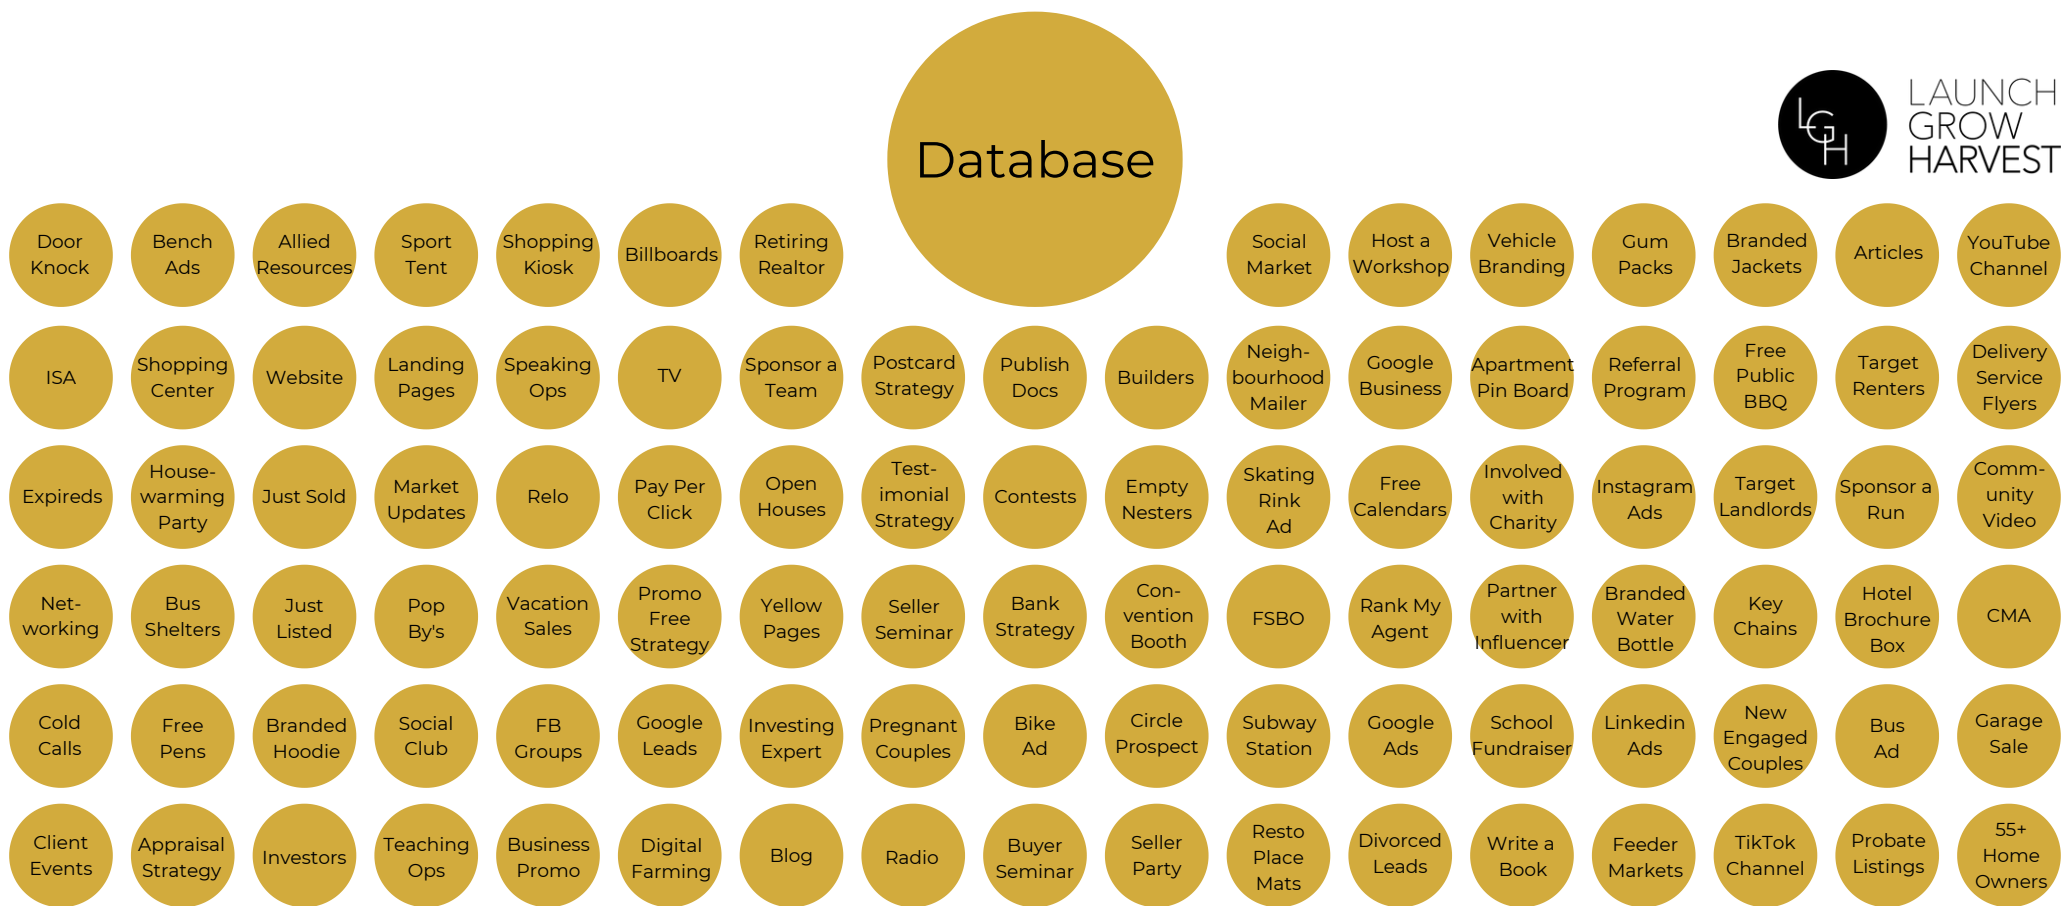 Database
LGH
LAUNCH
GROW
HARVEST
Door
Knock
Bench
Ads
Allied
Resources
Sport
Tent
Shopping
Kiosk
Billboards
Retiring
Realtor
Social
Market
Host a
Workshop
Vehicle
Branding
Gum
Packs
Branded
Jackets
Articles
YouTube
Channel
ISA
Shopping
Center
Website
Landing
Pages
Speaking
Ops
TV
Sponsor a
Team
Postcard
Strategy
Publish
Docs
Builders
Neigh-
bourhood
Mailer
Google
Business
Apartment
Pin Board
Referral
Program
Free
Public
BBQ
Target
Renters
Delivery
Service
Flyers
Expireds
House-
warming
Party
Just Sold
Market
Updates
Relo
Pay Per
Click
Open
Houses
Test-
imonial
Strategy
Contests
Empty
Nesters
Skating
Rink
Ad
Free
Calendars
Involved
with
Charity
Instagram
Ads
Target
Landlords
Sponsor a
Run
Comm-
unity
Video
Net-
working
Bus
Shelters
Just
Listed
Pop
By's
Vacation
Sales
Promo
Free
Strategy
Yellow
Pages
Seller
Seminar
Bank
Strategy
Con-
vention
Booth
FSBO
Rank My
Agent
Partner
with
Influencer
Branded
Water
Bottle
Key
Chains
Hotel
Brochure
Box
CMA
Cold
Calls
Free
Pens
Branded
Hoodie
Social
Club
FB
Groups
Google
Leads
Investing
Expert
Pregnant
Couples
Bike
Ad
Circle
Prospect
Subway
Station
Google
Ads
School
Fundraiser
Linkedin
Ads
New
Engaged
Couples
Bus
Ad
Garage
Sale
Client
Events
Appraisal
Strategy
Investors
Teaching
Ops
Business
Promo
Digital
Farming
Blog
Radio
Buyer
Seminar
Seller
Party
Resto
Place
Mats
Divorced
Leads
Write a
Book
Feeder
Markets
TikTok
Channel
Probate
Listings
55+
Home
Owners